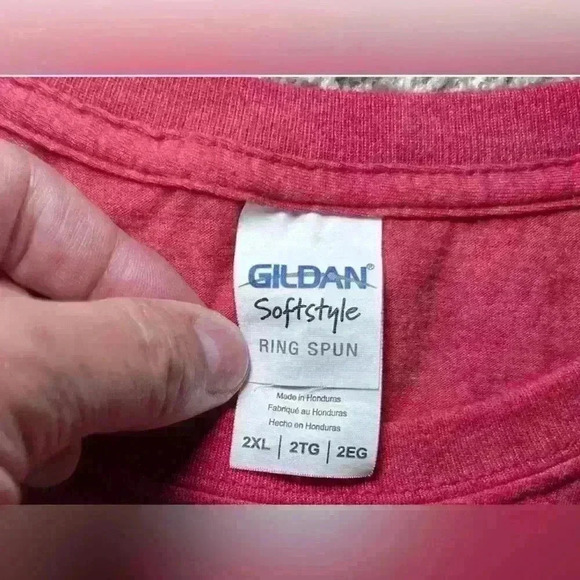 GILDAN®
Softstyle
RING SPUN
Made in Honduras
Fabriqué au Honduras
Hecho en Honduras
2XL | 2TG | 2EG